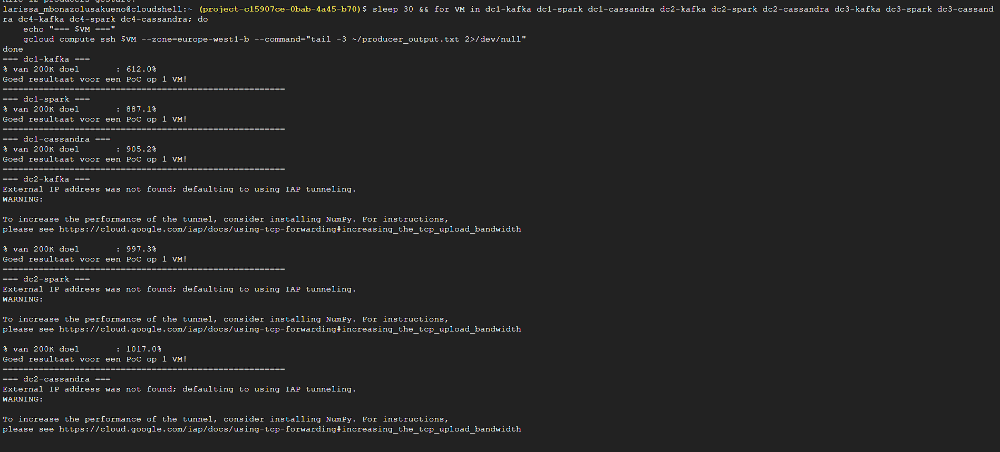 larissa_mbonazolusakueno@cloudshell:~ (project-c15907ce-0bab-4a45-b70)$ sleep 30 && for VM in dc1-kafka dc1-spark dc1-cassandra dc2-kafka dc2-spark dc2-cassandra dc3-kafka dc3-spark dc3-cassand
ra dc4-kafka dc4-spark dc4-cassandra; do
    echo "=== $VM ==="
    gcloud compute ssh $VM --zone=europe-west1-b --command="tail -3 ~/producer_output.txt 2>/dev/null"
done
=== dc1-kafka ===
% van 200K doel       : 612.0%
Goed resultaat voor een PoC op 1 VM!
=======================================================
=== dc1-spark ===
% van 200K doel       : 887.1%
Goed resultaat voor een PoC op 1 VM!
=======================================================
=== dc1-cassandra ===
% van 200K doel       : 905.2%
Goed resultaat voor een PoC op 1 VM!
=======================================================
=== dc2-kafka ===
External IP address was not found; defaulting to using IAP tunneling.
WARNING:

To increase the performance of the tunnel, consider installing NumPy. For instructions,
please see https://cloud.google.com/iap/docs/using-tcp-forwarding#increasing_the_tcp_upload_bandwidth

% van 200K doel       : 997.3%
Goed resultaat voor een PoC op 1 VM!
=======================================================
=== dc2-spark ===
External IP address was not found; defaulting to using IAP tunneling.
WARNING:

To increase the performance of the tunnel, consider installing NumPy. For instructions,
please see https://cloud.google.com/iap/docs/using-tcp-forwarding#increasing_the_tcp_upload_bandwidth

% van 200K doel       : 1017.0%
Goed resultaat voor een PoC op 1 VM!
=======================================================
=== dc2-cassandra ===
External IP address was not found; defaulting to using IAP tunneling.
WARNING:

To increase the performance of the tunnel, consider installing NumPy. For instructions,
please see https://cloud.google.com/iap/docs/using-tcp-forwarding#increasing_the_tcp_upload_bandwidth